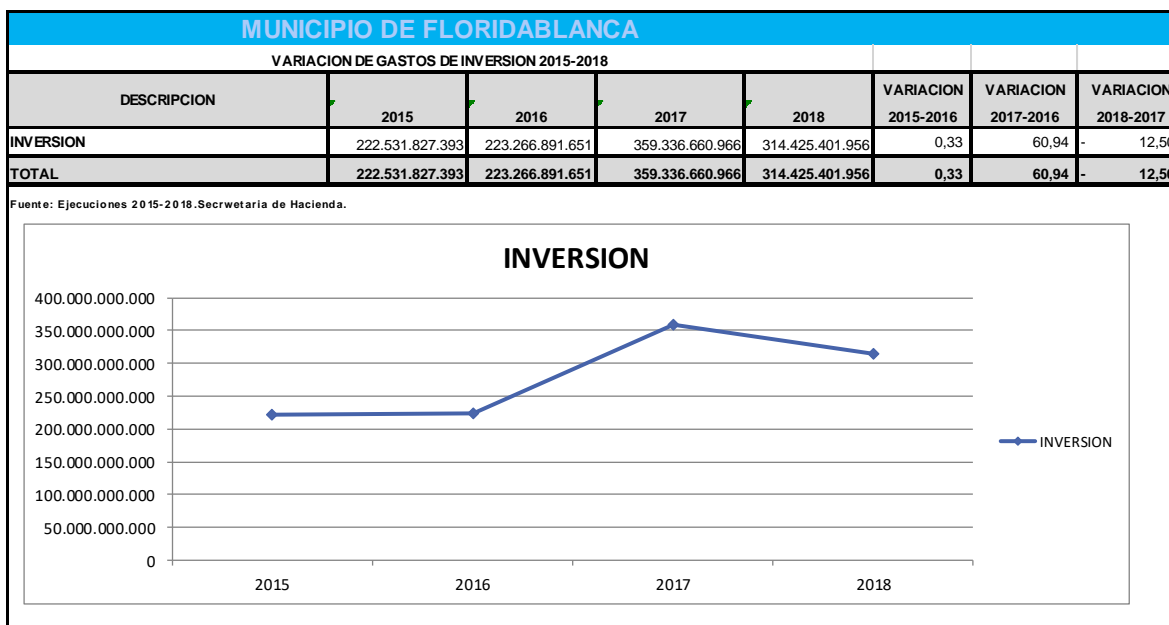 MUNICIPIO DE FLORIDABLANCA
VARIACION DE GASTOS DE INVERSION 2015-2018
DESCRIPCION 2015 2016 2017 2018 VARIACION 2015-2016 VARIACION 2017-2016 VARIACION 2018-2017
INVERSION 222.531.827.393 223.266.891.651 359.336.660.966 314.425.401.956 0,33 60,94 - 12,50
TOTAL 222.531.827.393 223.266.891.651 359.336.660.966 314.425.401.956 0,33 60,94 - 12,50
Fuente: Ejecuciones 2015-2018.Secrwetaria de Hacienda.
INVERSION
400.000.000.000
350.000.000.000
300.000.000.000
250.000.000.000
200.000.000.000
150.000.000.000
100.000.000.000
50.000.000.000
0
2015 2016 2017 2018
INVERSION